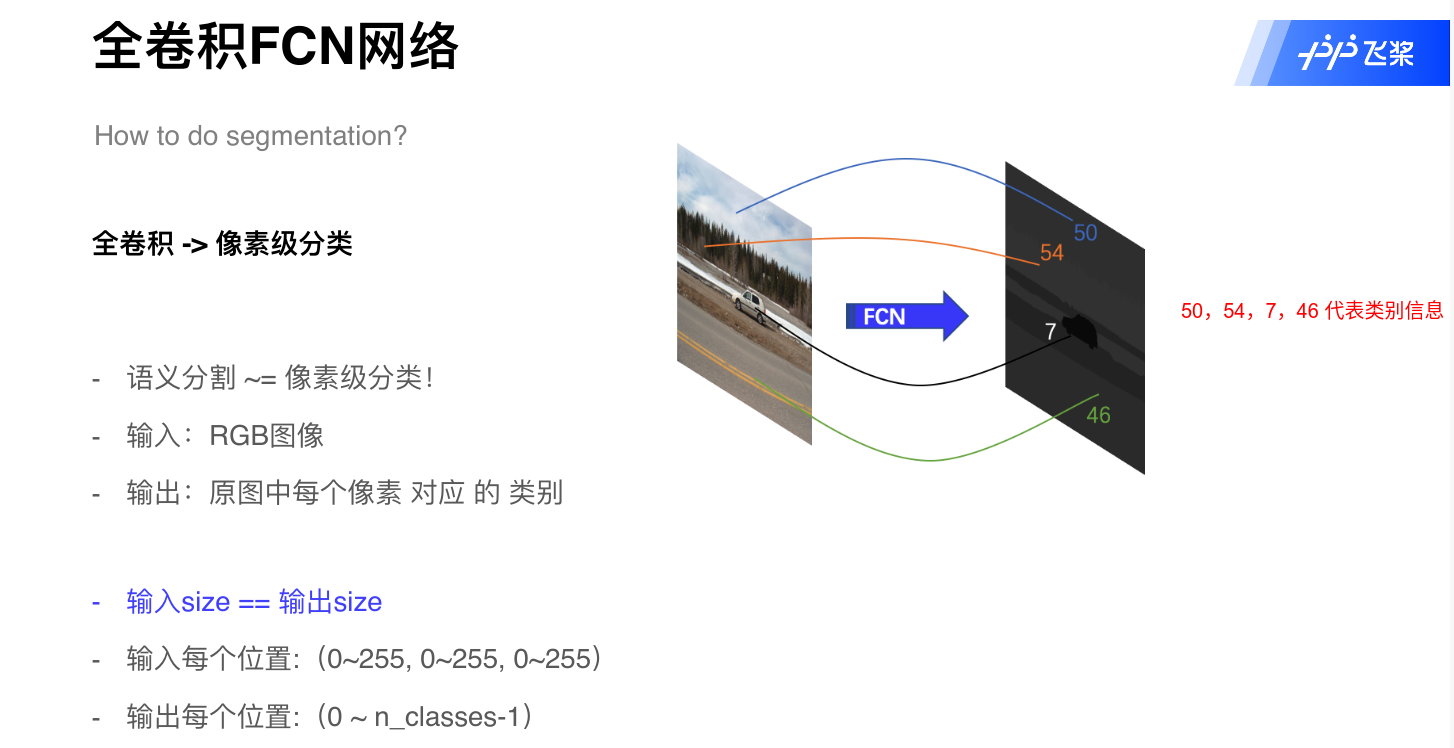 全卷积FCN网络
飞桨
How to do segmentation?
全卷积 -> 像素级分类
50
54
FCN
7
46
50，54，7，46 代表类别信息
- 语义分割 ~= 像素级分类！
- 输入：RGB图像
- 输出：原图中每个像素 对应 的 类别
- 输入size == 输出size
- 输入每个位置:（0~255, 0~255, 0~255）
- 输出每个位置:（0 ~ n_classes-1）